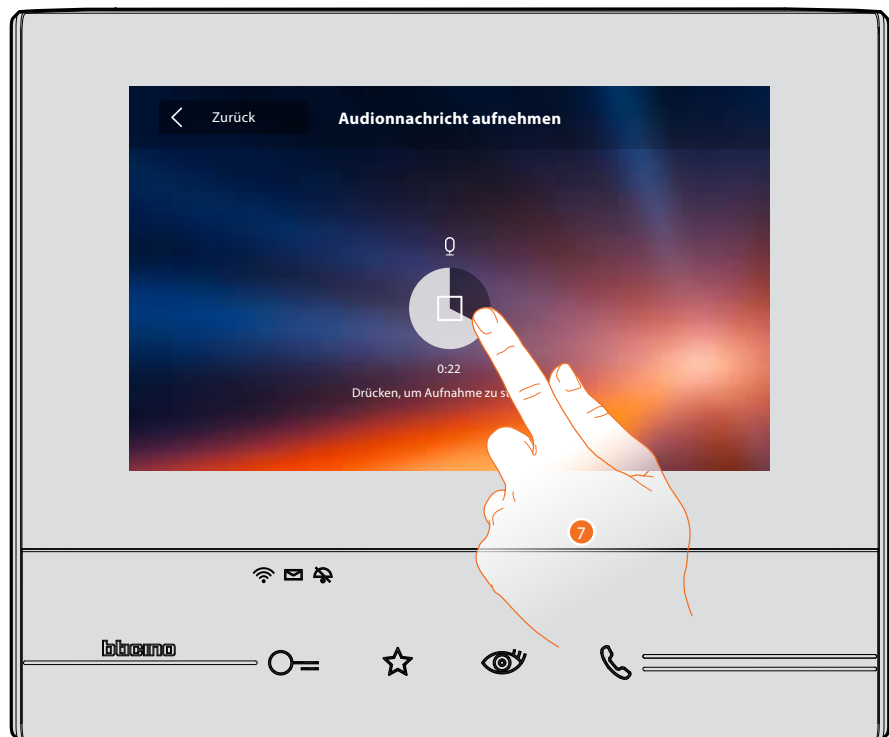 Zurück
Audionnachricht aufnehmen
0:22
Drücken, um Aufnahme zu
7
bticino